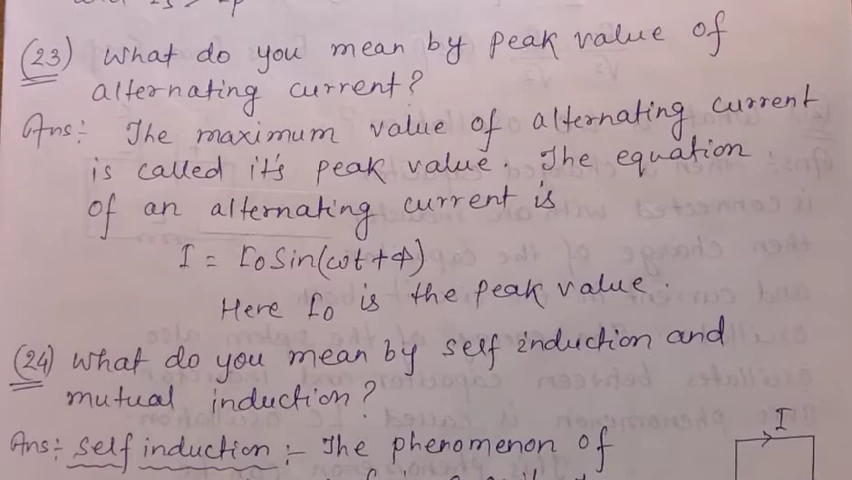 (23) What do you mean by peak value of
alternating current?
Ans:- The maximum value of alternating current
is called it's peak value. The equation
of an alternating current is
I = I₀ Sin(ωt+ϕ)
Here I₀ is the peak value.
(24) What do you mean by self induction and
mutual induction?
Ans:- Self induction :- The phenomenon of
I